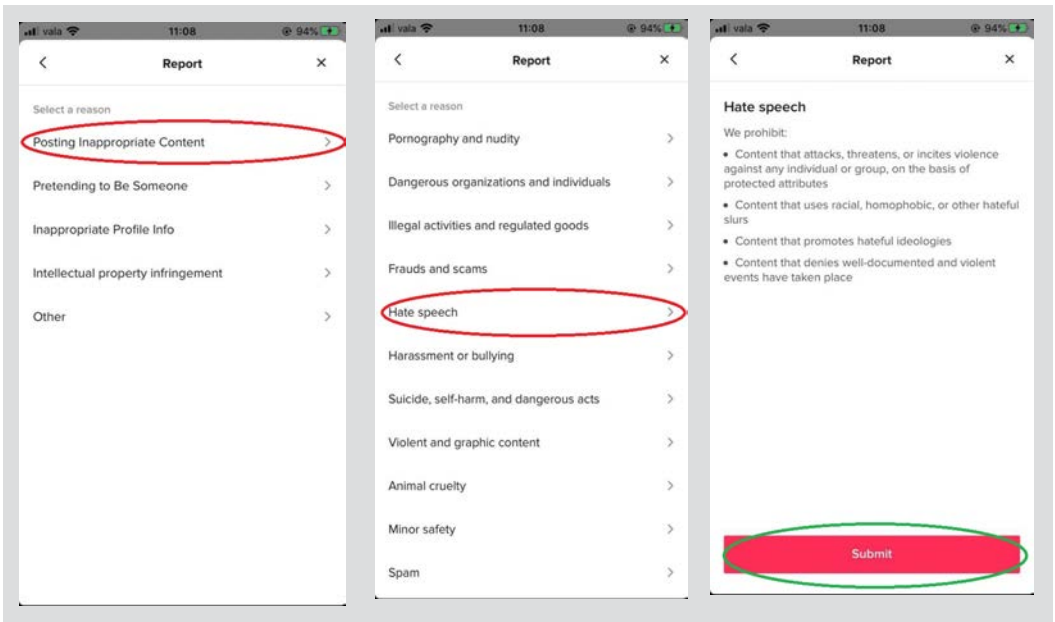 vala 11:08 94%
Report
Select a reason
Posting Inappropriate Content
Pretending to Be Someone
Inappropriate Profile Info
Intellectual property infringement
Other
vala 11:08 94%
Report
Select a reason
Pornography and nudity
Dangerous organizations and individuals
Illegal activities and regulated goods
Frauds and scams
Hate speech
Harassment or bullying
Suicide, self-harm, and dangerous acts
Violent and graphic content
Animal cruelty
Minor safety
Spam
vala 11:08 94%
Report
Hate speech
We prohibit:
• Content that attacks, threatens, or incites violence
against any individual or group, on the basis of
protected attributes
• Content that uses racial, homophobic, or other hateful
slurs
• Content that promotes hateful ideologies
• Content that denies well-documented and violent
events have taken place
Submit